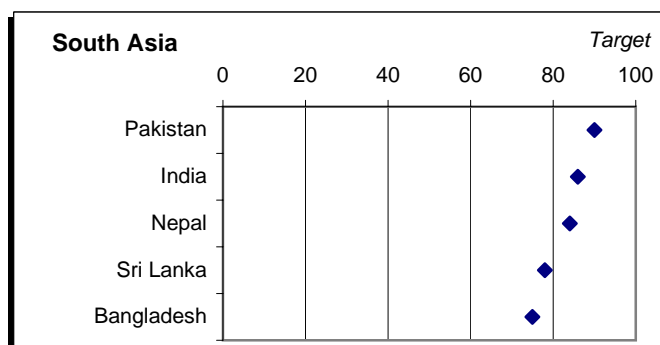 South Asia
Target
0 20 40 60 80 100
Pakistan
India
Nepal
Sri Lanka
Bangladesh